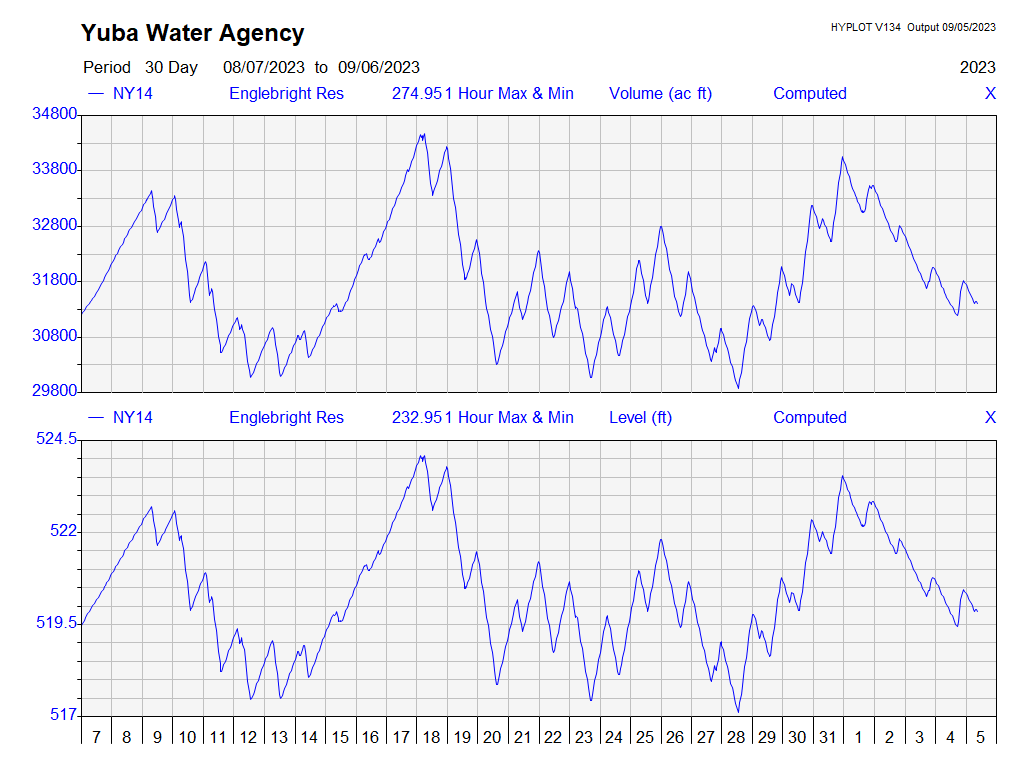 Yuba Water Agency
HYPLOT V134 Output 09/05/2023
Period 30 Day 08/07/2023 to 09/06/2023
2023
NY14 Englebright Res 274.951 Hour Max & Min Volume (ac ft) Computed X
34800
33800
32800
31800
30800
29800
NY14 Englebright Res 232.951 Hour Max & Min Level (ft) Computed X
524.5
522
519.5
517
7 8 9 10 11 12 13 14 15 16 17 18 19 20 21 22 23 24 25 26 27 28 29 30 31 1 2 3 4 5